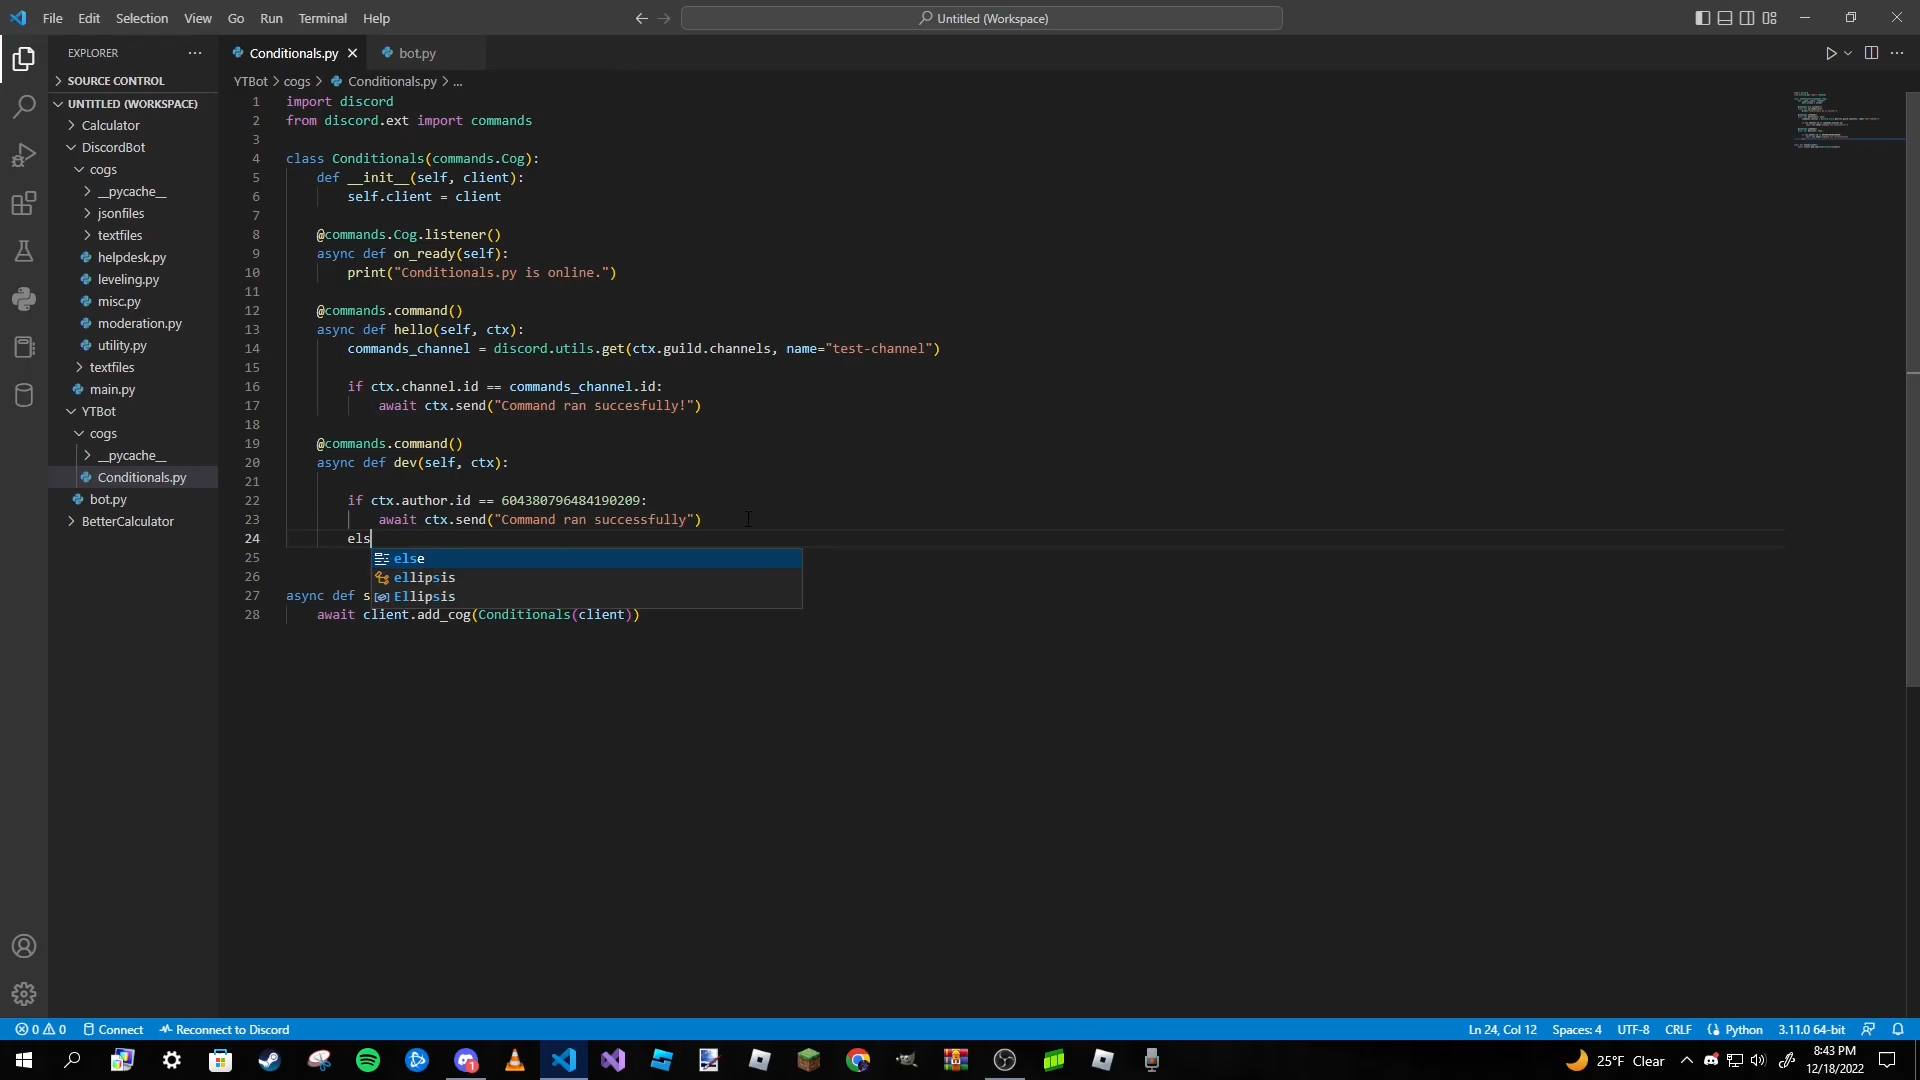 File Edit Selection View Go Run Terminal Help
Untitled (Workspace)
EXPLORER
SOURCE CONTROL
UNTITLED (WORKSPACE)
Calculator
DiscordBot
cogs
__pycache__
jsonfiles
textfiles
helpdesk.py
leveling.py
misc.py
moderation.py
utility.py
textfiles
main.py
YTBot
cogs
__pycache__
Conditionals.py
bot.py
BetterCalculator
Conditionals.py
bot.py
YTBot > cogs > Conditionals.py > ...
1 import discord
2 from discord.ext import commands
3
4 class Conditionals(commands.Cog):
5 def __init__(self, client):
6 self.client = client
7
8 @commands.Cog.listener()
9 async def on_ready(self):
10 print("Conditionals.py is online.")
11
12 @commands.command()
13 async def hello(self, ctx):
14 commands_channel = discord.utils.get(ctx.guild.channels, name="test-channel")
15
16 if ctx.channel.id == commands_channel.id:
17 await ctx.send("Command ran succesfully!")
18
19 @commands.command()
20 async def dev(self, ctx):
21
22 if ctx.author.id == 604380796484190209:
23 await ctx.send("Command ran successfully")
24 els
25 else
26 ellipsis
27 async def s Ellipsis
28 await client.add_cog(Conditionals(client))
0 0 Connect Reconnect to Discord
Ln 24, Col 12 Spaces: 4 UTF-8 CRLF Python 3.11.0 64-bit
1
25°F Clear
8:43 PM
12/18/2022